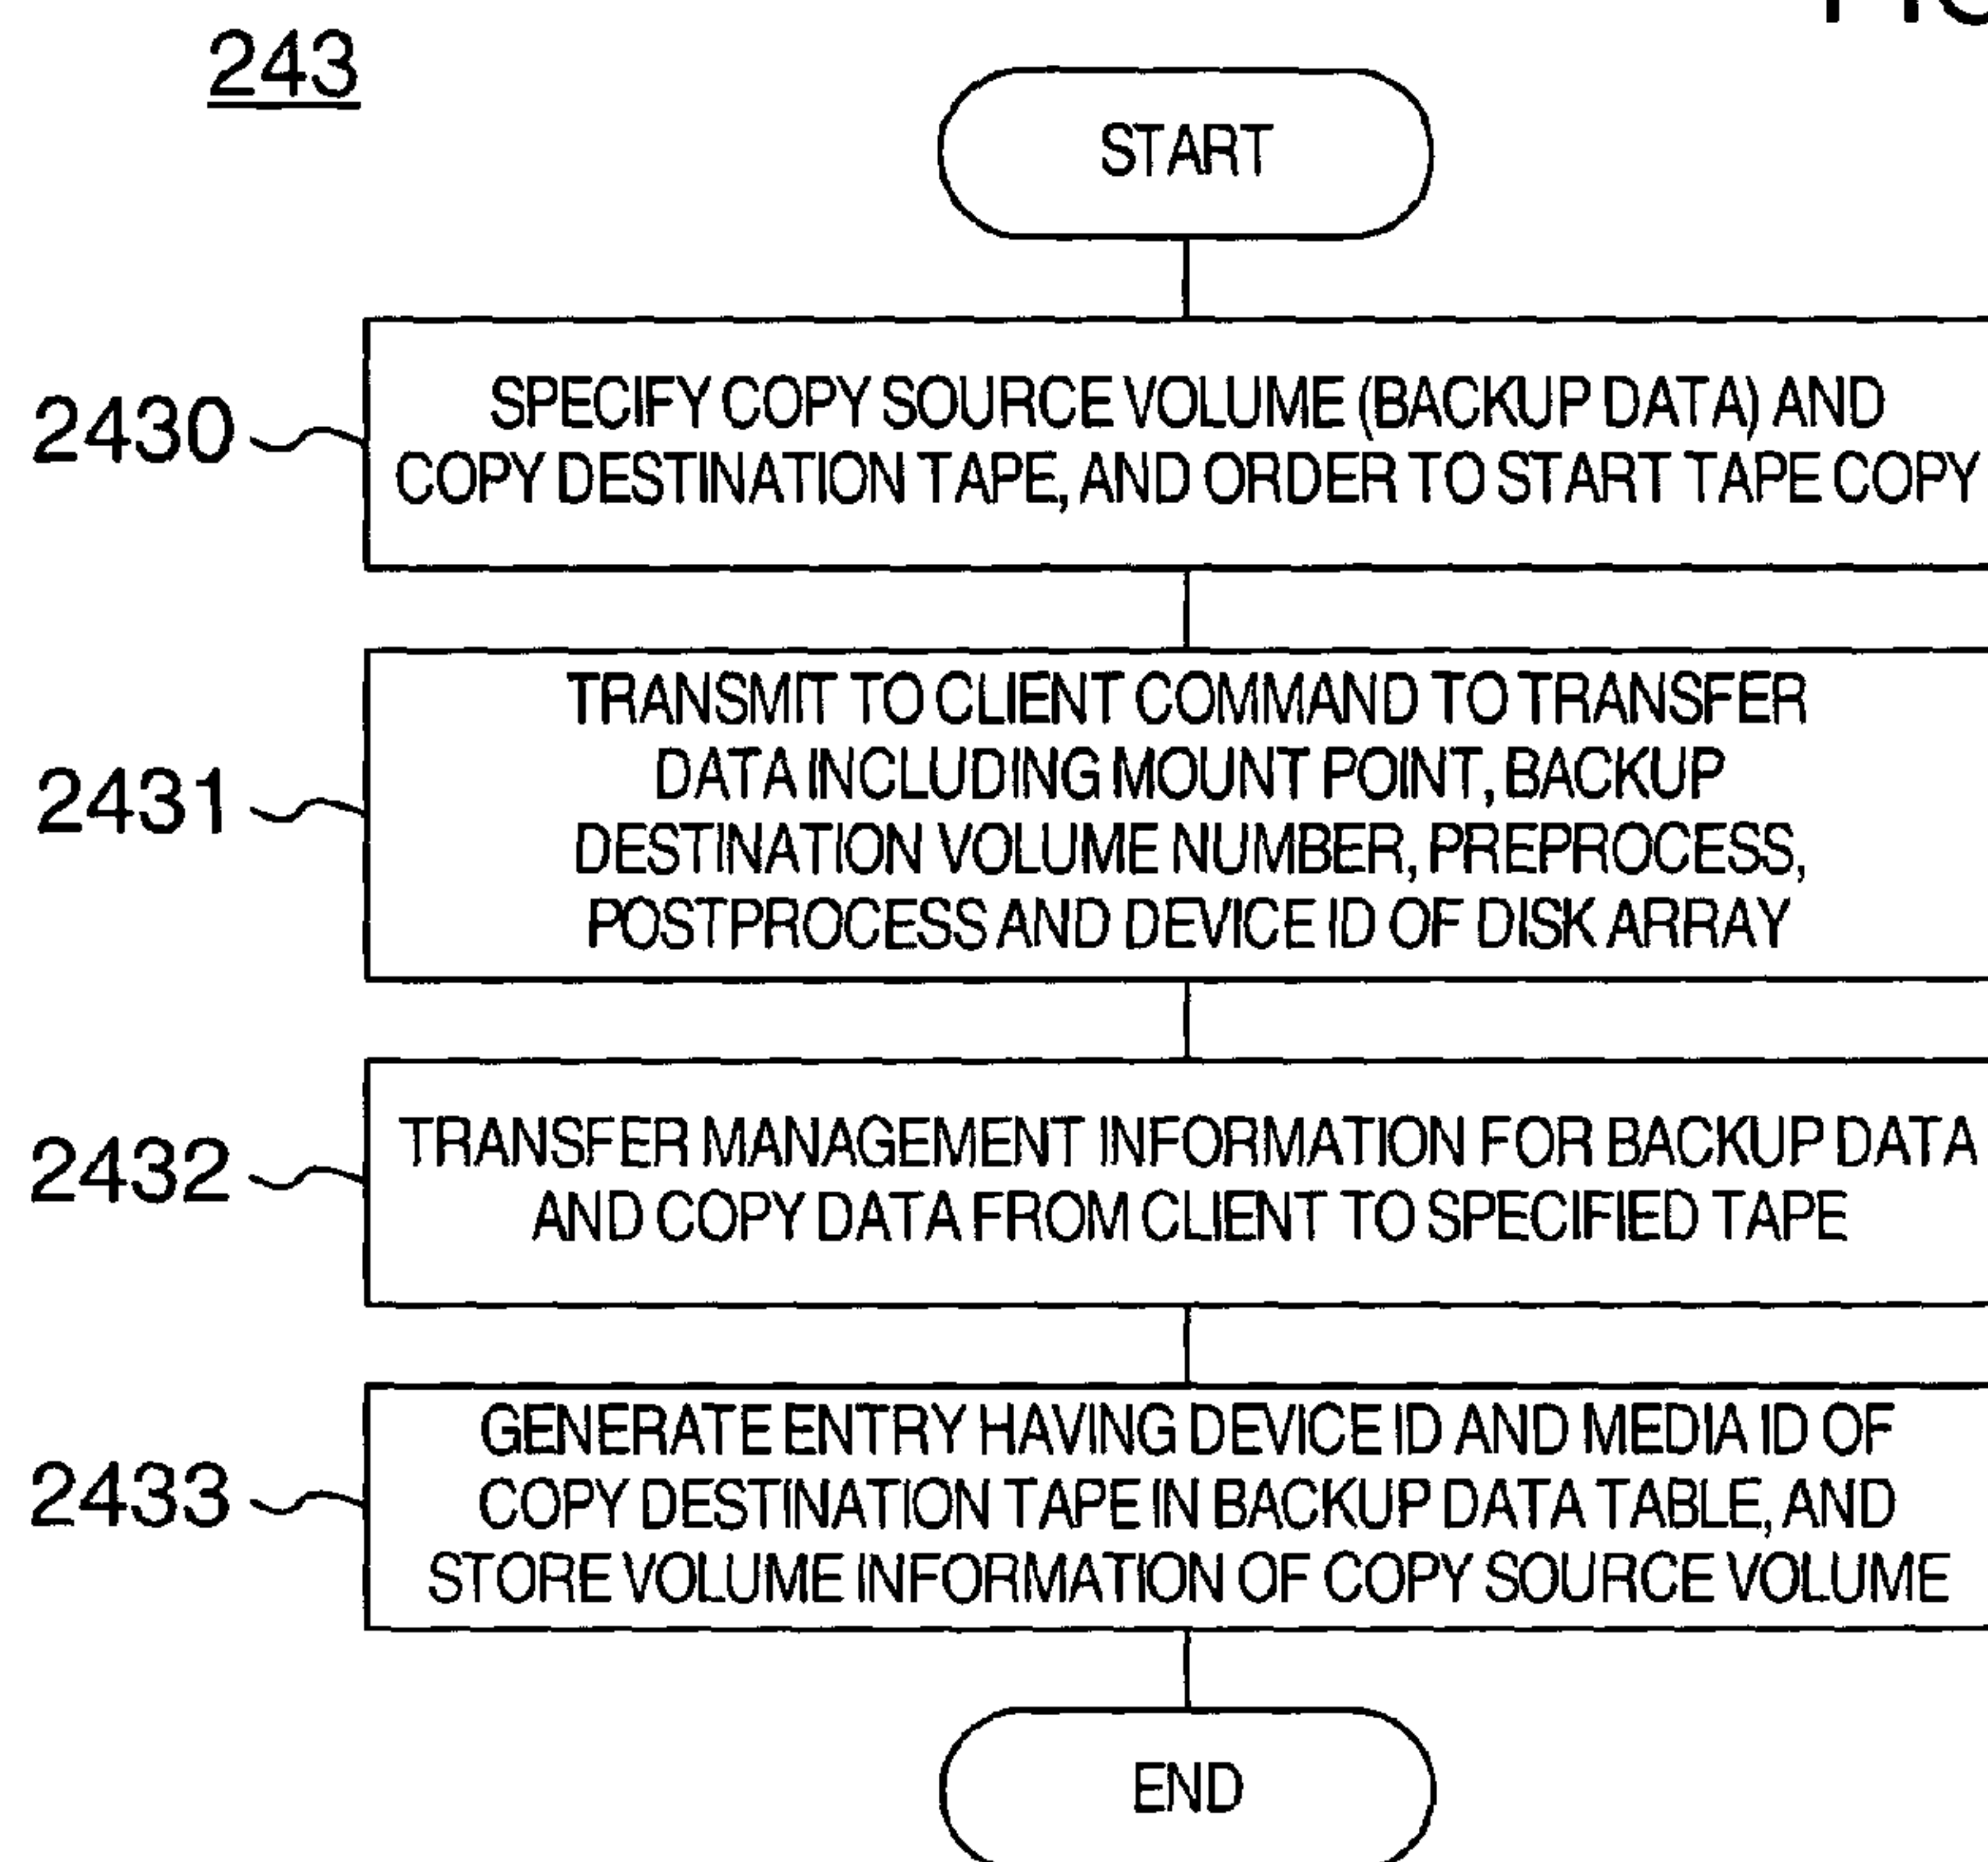 243
START
2430
SPECIFY COPY SOURCE VOLUME (BACKUP DATA) AND
COPY DESTINATION TAPE, AND ORDER TO START TAPE COPY
2431
TRANSMIT TO CLIENT COMMAND TO TRANSFER
DATA INCLUDING MOUNT POINT, BACKUP
DESTINATION VOLUME NUMBER, PREPROCESS,
POSTPROCESS AND DEVICE ID OF DISK ARRAY
2432
TRANSFER MANAGEMENT INFORMATION FOR BACKUP DATA
AND COPY DATA FROM CLIENT TO SPECIFIED TAPE
2433
GENERATE ENTRY HAVING DEVICE ID AND MEDIA ID OF
COPY DESTINATION TAPE IN BACKUP DATA TABLE, AND
STORE VOLUME INFORMATION OF COPY SOURCE VOLUME
END